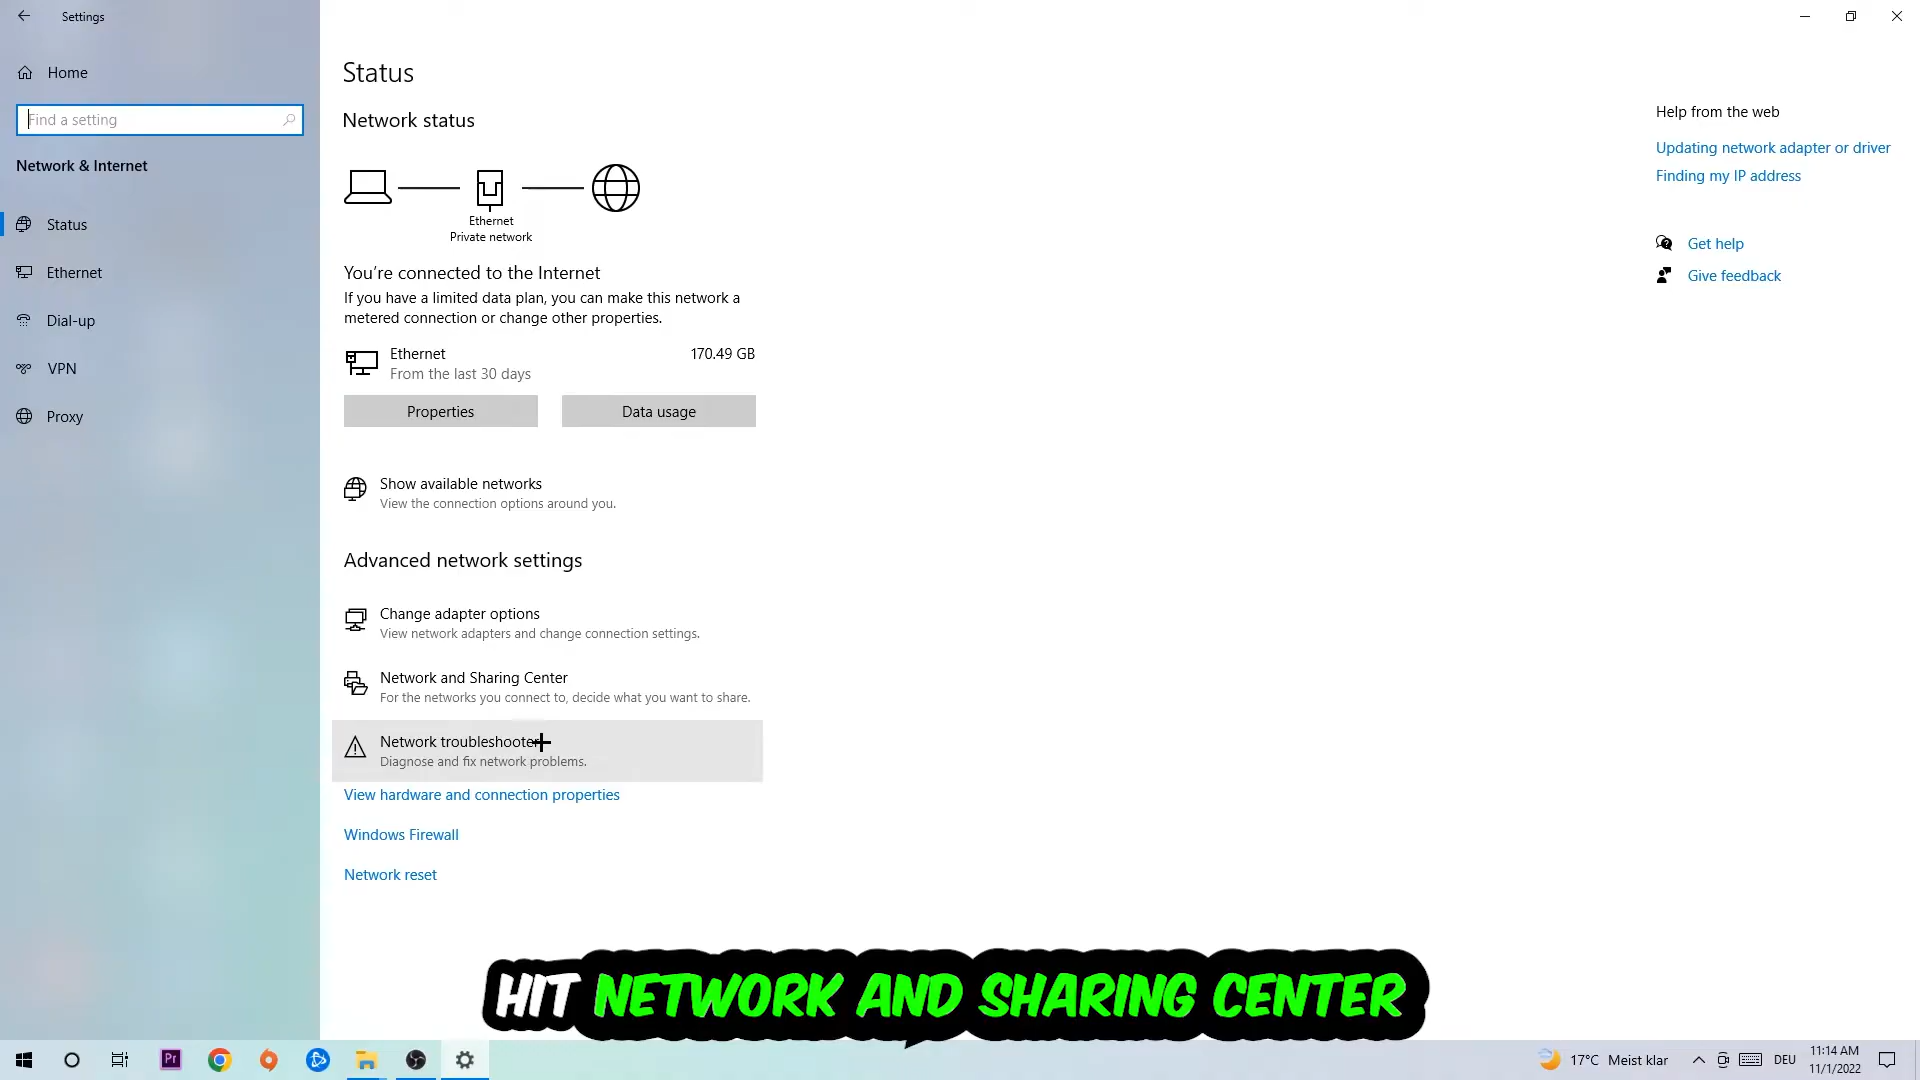 Settings
Home
Find a setting
Network & Internet
Status
Ethernet
Dial-up
VPN
Proxy
Status
Network status
Ethernet
Private network
You're connected to the Internet
If you have a limited data plan, you can make this network a
metered connection or change other properties.
Ethernet 170.49 GB
From the last 30 days
Properties Data usage
Show available networks
View the connection options around you.
Advanced network settings
Change adapter options
View network adapters and change connection settings.
Network and Sharing Center
For the networks you connect to, decide what you want to share.
Network troubleshooter
Diagnose and fix network problems.
View hardware and connection properties
Windows Firewall
Network reset
Help from the web
Updating network adapter or driver
Finding my IP address
Get help
Give feedback
HIT NETWORK AND SHARING CENTER
Pr
17°C Meist klar
DEU
11:14 AM
11/1/2022